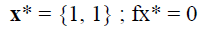 x* = {1, 1} ; fx* = 0